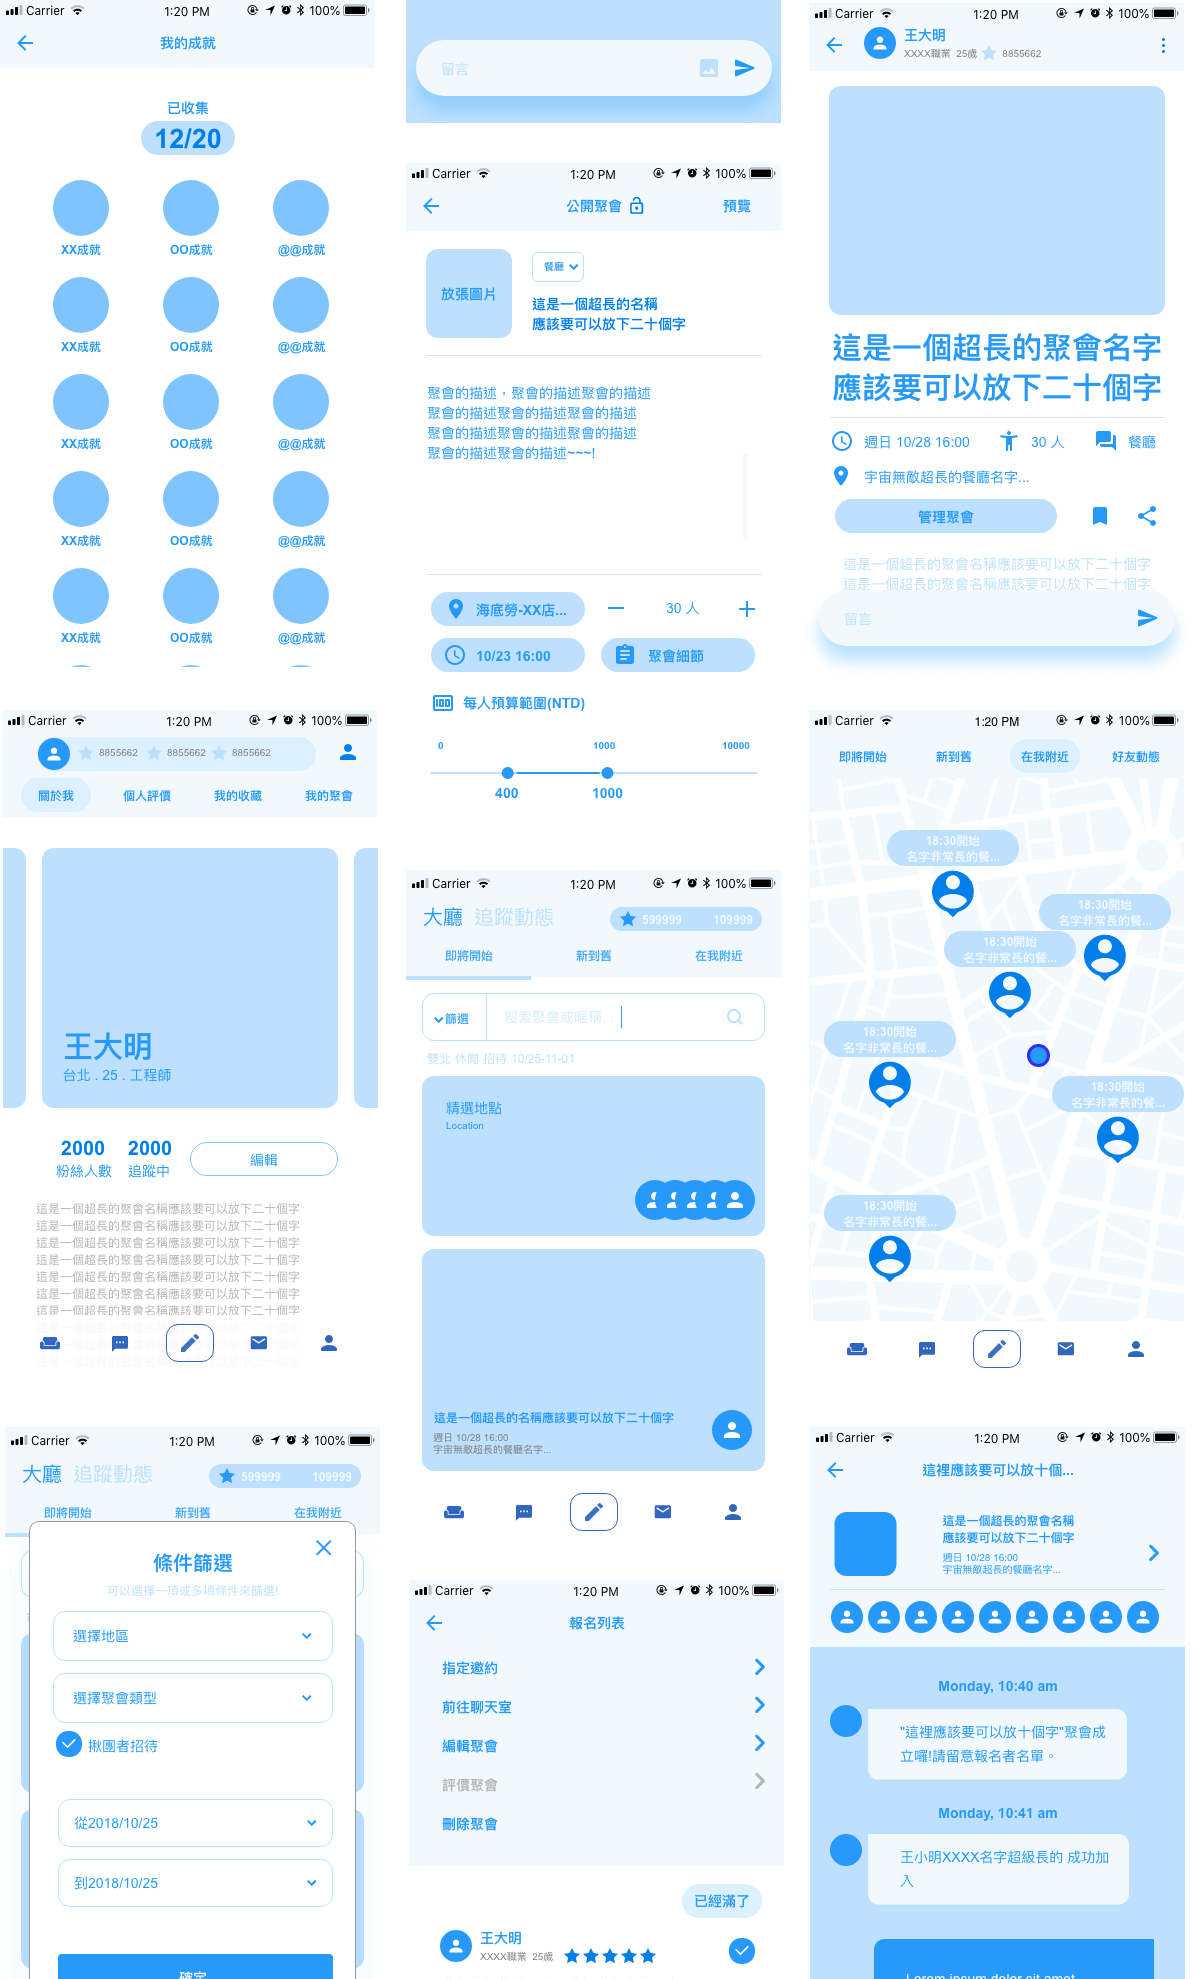 Carrier 1:20 PM 100%
我的成就
已收集
12/20
XX成就 OO成就 @@成就
XX成就 OO成就 @@成就
XX成就 OO成就 @@成就
XX成就 OO成就 @@成就
XX成就 OO成就 @@成就
Carrier 1:20 PM 100%
8855662 8855662 8855662
關於我 個人評價 我的收藏 我的聚會
王大明
台北 . 25 . 工程師
2000 2000
粉絲人數 追蹤中 編輯
這是一個超長的聚會名稱應該要可以放下二十個字
這是一個超長的聚會名稱應該要可以放下二十個字
這是一個超長的聚會名稱應該要可以放下二十個字
這是一個超長的聚會名稱應該要可以放下二十個字
這是一個超長的聚會名稱應該要可以放下二十個字
這是一個超長的聚會名稱應該要可以放下二十個字
這是一個超長的聚會名稱應該要可以放下二十個字
Carrier 1:20 PM 100%
大廳 追蹤動態 599999 109999
即將開始 新到舊 在我附近
條件篩選
可以選擇一項或多項條件來篩選!
選擇地區
選擇聚會類型
揪團者招待
從2018/10/25
到2018/10/25
確定
留言
Carrier 1:20 PM 100%
公開聚會 預覽
放張圖片
餐廳
這是一個超長的名稱
應該要可以放下二十個字
聚會的描述，聚會的描述聚會的描述
聚會的描述聚會的描述聚會的描述
聚會的描述聚會的描述聚會的描述
聚會的描述聚會的描述~~~!
海底勞-XX店... 30 人
10/23 16:00 聚會細節
每人預算範圍(NTD)
0 1000 10000
400 1000
Carrier 1:20 PM 100%
大廳 追蹤動態 599999 109999
即將開始 新到舊 在我附近
篩選 搜索聚會或暱稱...
雙北 休閒 招待 10/25-11-01
精選地點
Location
這是一個超長的名稱應該要可以放下二十個字
週日 10/28 16:00
宇宙無敵超長的餐廳名字...
Carrier 1:20 PM 100%
報名列表
指定邀約
前往聊天室
編輯聚會
評價聚會
刪除聚會
已經滿了
王大明
XXXX職業 25歲
Carrier 1:20 PM 100%
王大明
XXXX職業 25歲 8855662
這是一個超長的聚會名字
應該要可以放下二十個字
週日 10/28 16:00 30 人 餐廳
宇宙無敵超長的餐廳名字...
管理聚會
這是一個超長的聚會名稱應該要可以放下二十個字
這是一個超長的聚會名稱應該要可以放下二十個字
留言
Carrier 1:20 PM 100%
即將開始 新到舊 在我附近 好友動態
18:30開始
名字非常長的餐...
18:30開始
名字非常長的餐...
18:30開始
名字非常長的餐...
18:30開始
名字非常長的餐...
18:30開始
名字非常長的餐...
18:30開始
名字非常長的餐...
Carrier 1:20 PM 100%
這裡應該要可以放十個...
這是一個超長的聚會名稱
應該要可以放下二十個字
週日 10/28 16:00
宇宙無敵超長的餐廳名字...
Monday, 10:40 am
"這裡應該要可以放十個字"聚會成
立囉!請留意報名者名單。
Monday, 10:41 am
王小明XXXX名字超級長的 成功加
入
Lorem ipsum dolor sit amet